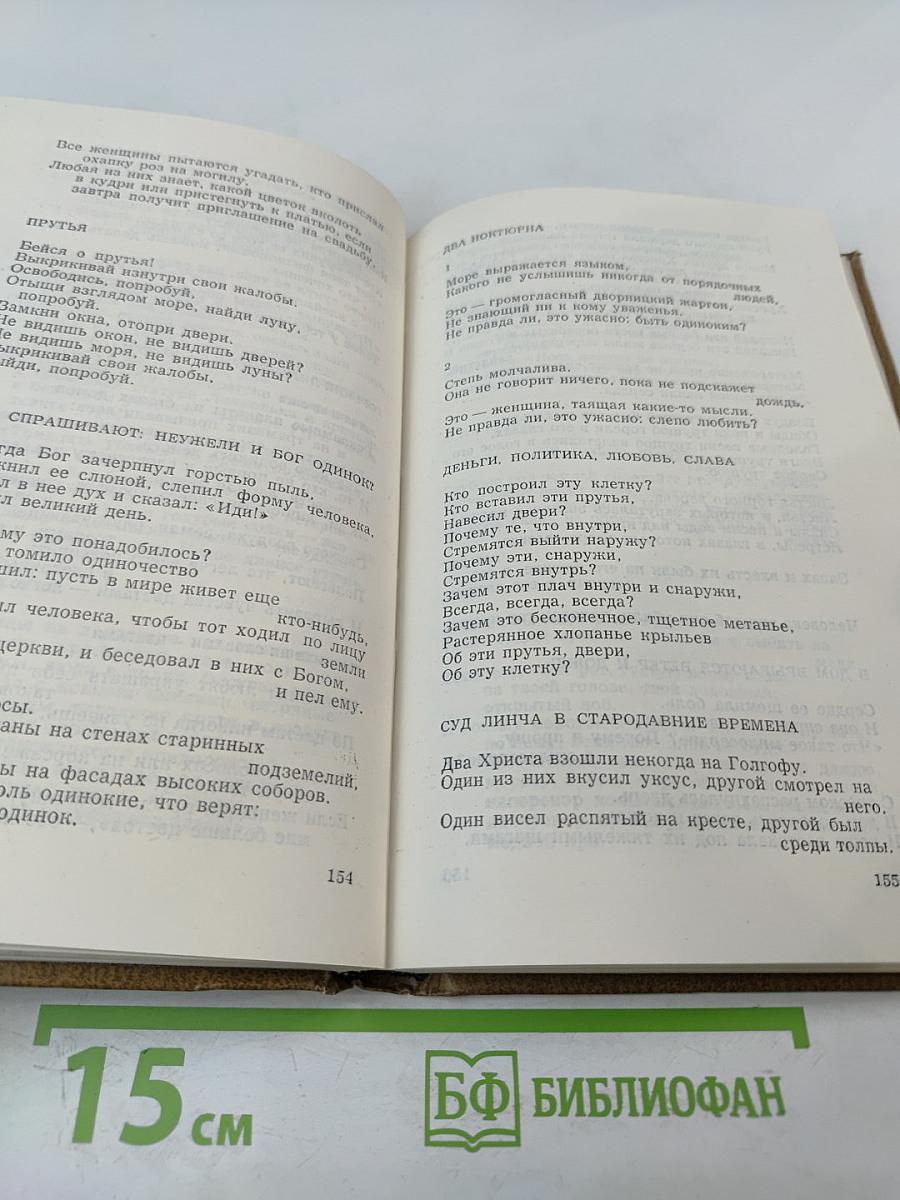 Все женщины пытаются угадать, кто прислал
охапку роз на могилу.
Любая из них знает, какой цветок вколоть
в кудри или пристегнуть к платью, если
завтра получит приглашение на свадьбу.
ПРУТЬЯ
Бейся о прутья!
Выкрикивай изнутри свои жалобы.
Освободись, попробуй,
Отыщи взглядом море, найди луну,
попробуй.
Замкни окна, отопри двери.
Не видишь окон, не видишь дверей?
Не видишь моря, не видишь луны?
ыкрикивай свои жалобы,
ыйди, попробуй.
СПРАШИВАЮТ: НЕУЖЕЛИ И БОГ ОДИНОК?
гда Бог зачерпнул горстью пыль,
жнил ее слюной, слепил форму человека,
л в нее дух и сказал: «Иди!»
ыл великий день.
му это понадобилось?
томило одиночество
шил: пусть в мире живет еще
кто-нибудь,
ал человека, чтобы тот ходил по лицу
земли
церкви, и беседовал в них с Богом,
и пел ему.
осы.
ваны на стенах старинных
подземелий,
ы на фасадах высоких соборов.
оль одинокие, что верят:
одинок.
154
ДВА НОКТЮРНА
1
Море выражается языком,
Какого не услышишь никогда от порядочных
людей,
Это — громогласный дворницкий жаргон,
Не знающий ни к кому уваженья.
Не правда ли, это ужасно: быть одиноким?
2
Степь молчалива.
Она не говорит ничего, пока не подскажет
дождь,
Это — женщина, таящая какие-то мысли.
Не правда ли, это ужасно: слепо любить?
ДЕНЬГИ, ПОЛИТИКА, ЛЮБОВЬ, СЛАВА
Кто построил эту клетку?
Кто вставил эти прутья,
Навесил двери?
Почему те, что внутри,
Стремятся выйти наружу?
Почему эти, снаружи,
Стремятся внутрь?
Зачем этот плач внутри и снаружи,
Всегда, всегда, всегда?
Зачем это бесконечное, тщетное метанье,
Растерянное хлопанье крыльев
Об эти прутья, двери,
Об эту клетку?
СУД ЛИНЧА В СТАРОДАВНИЕ ВРЕМЕНА
Два Христа взошли некогда на Голгофу.
Один из них вкусил уксус, другой смотрел на
него.
Один висел распятый на кресте, другой был
среди толпы.
155
15 см
БФ БИБЛИОФАН